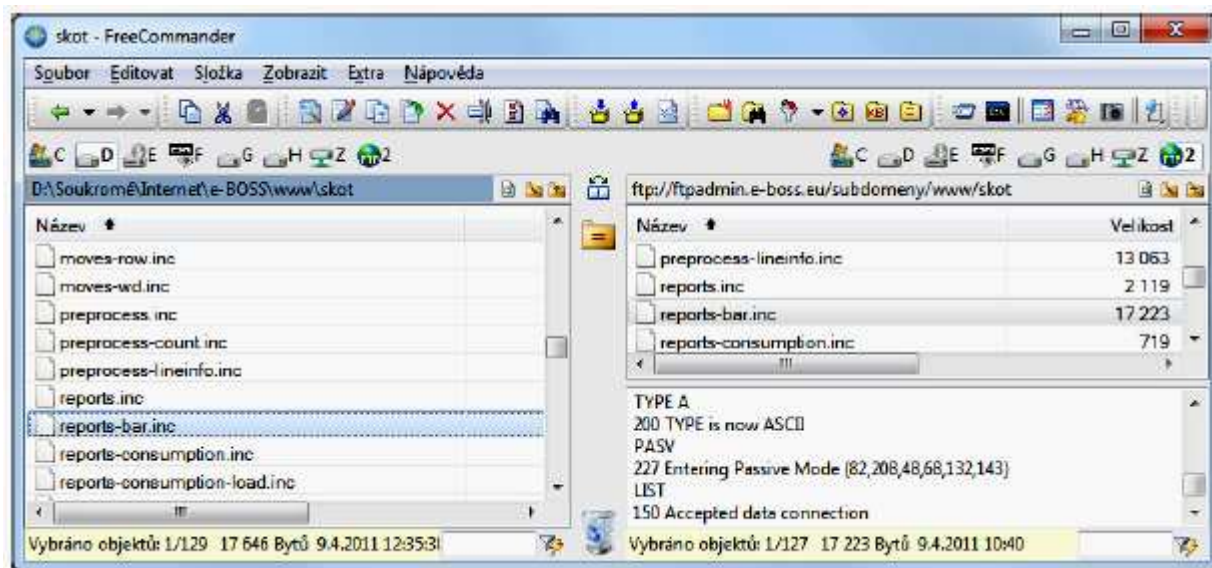 skot - FreeCommander
Soubor Editovat Složka Zobrazit Extra Nápověda
C D E F G H Z 2
C D E F G H Z 2
D:\Soukromé\Internet\e-BOSS\www\skot
ftp://ftpadmin.e-boss.eu/subdomeny/www/skot
Název
moves-row.inc
moves-wd.inc
preprocess.inc
preprocess-count.inc
preprocess-lineinfo.inc
reports.inc
reports-bar.inc
reports-consumption.inc
reports-consumption-load.inc
Vybráno objektů: 1/129 17 646 Bytů 9.4.2011 12:35:3
Název Velikost
preprocess-lineinfo.inc 13 063
reports.inc 2 119
reports-bar.inc 17 223
reports-consumption.inc 719
TYPE A
200 TYPE is now ASCII
PASV
227 Entering Passive Mode (82,208,48,68,132,143)
LIST
150 Accepted data connection
Vybráno objektů: 1/127 17 223 Bytů 9.4.2011 10:40